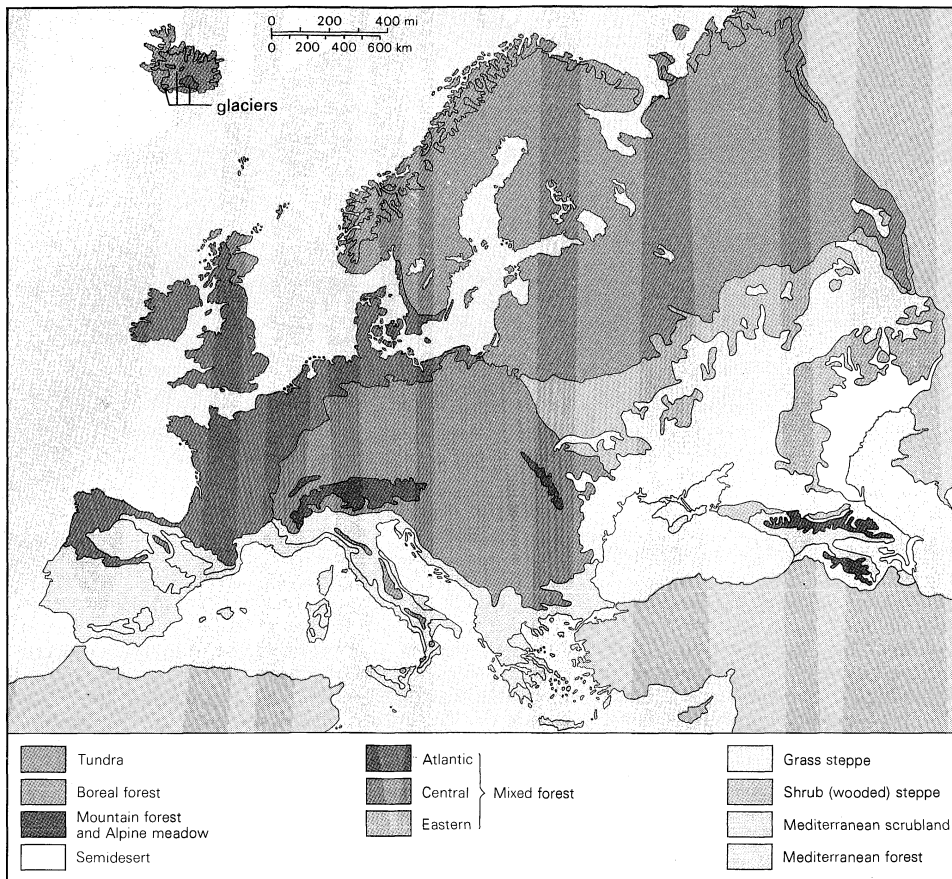 0 200 400 mi
0 200 400 600 km
glaciers
Tundra
Boreal forest
Mountain forest
and Alpine meadow
Semidesert
Atlantic
Central
Eastern
Mixed forest
Grass steppe
Shrub (wooded) steppe
Mediterranean scrubland
Mediterranean forest